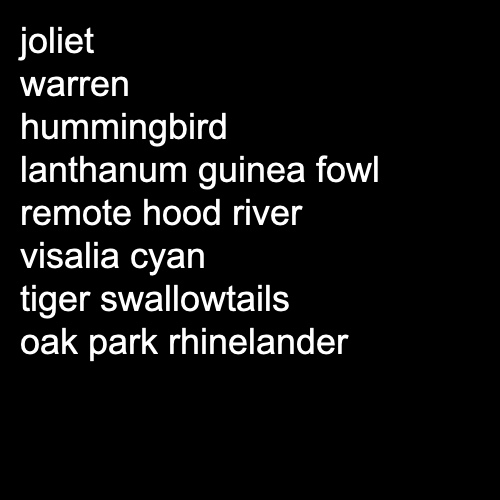 joliet
warren
hummingbird
lanthanum guinea fowl
remote hood river
visalia cyan
tiger swallowtails
oak park rhinelander